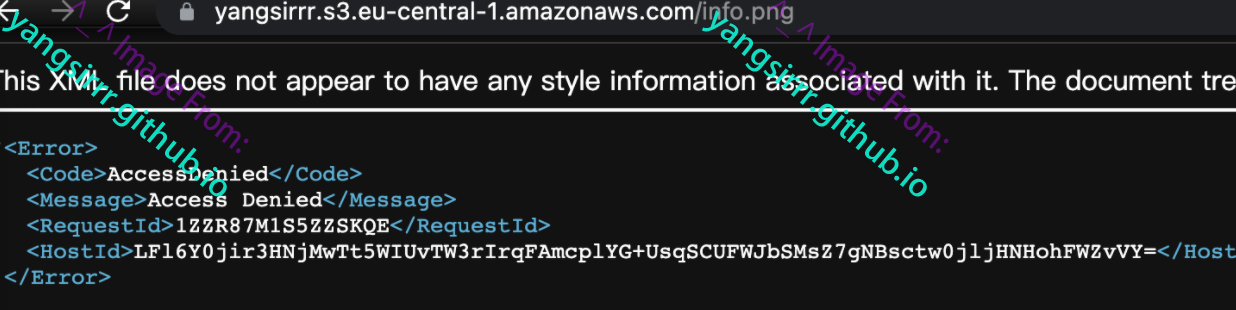 yangsirrr.s3.eu-central-1.amazonaws.com/info.png
This XML file does not appear to have any style information associated with it. The document tre
<Error>
<Code>AccessDenied</Code>
<Message>Access Denied</Message>
<RequestId>1ZZR87M1S5ZZSKQE</RequestId>
<HostId>LFl6Y0jir3HNjMwTt5WIUvTW3rIrqFAmcplYG+UsqSCUFWJbSMsZ7gNBsctw0jljHNHohFWZvVY=</Host
</Error>
^_^ Image From:
yangsirrr.github.io
^_^ Image From:
yangsirrr.github.io